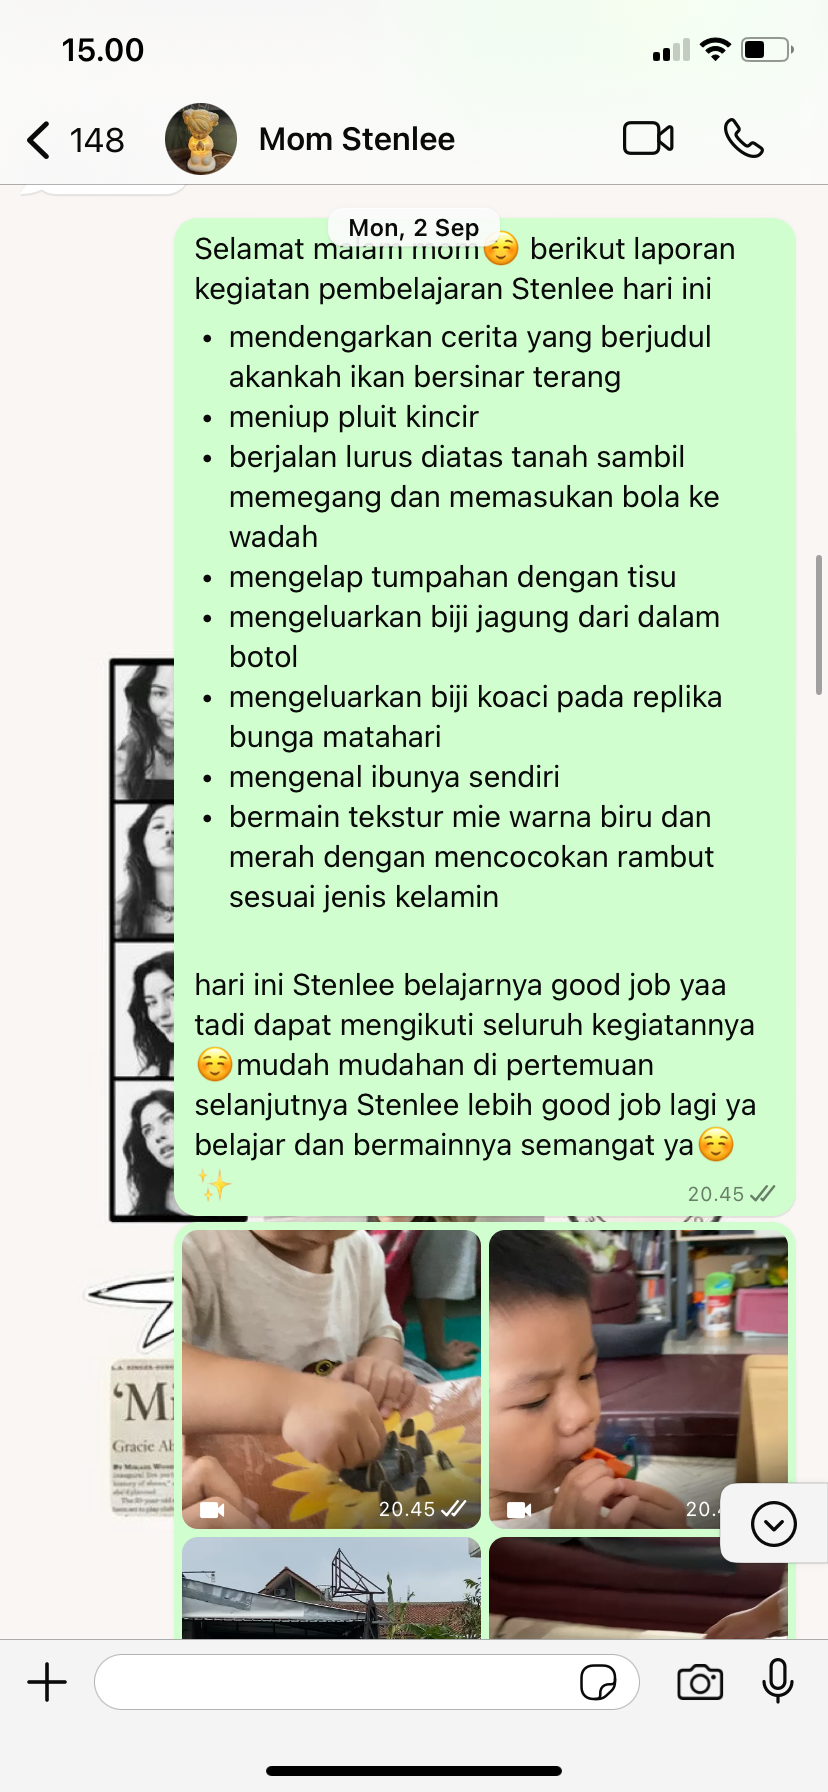 15.00
148
Mom Stenlee
Mon, 2 Sep
Selamat malam mom☺️ berikut laporan
kegiatan pembelajaran Stenlee hari ini
• mendengarkan cerita yang berjudul
akankah ikan bersinar terang
• meniup pluit kincir
• berjalan lurus diatas tanah sambil
memegang dan memasukan bola ke
wadah
• mengelap tumpahan dengan tisu
• mengeluarkan biji jagung dari dalam
botol
• mengeluarkan biji koaci pada replika
bunga matahari
• mengenal ibunya sendiri
• bermain tekstur mie warna biru dan
merah dengan mencocokan rambut
sesuai jenis kelamin
hari ini Stenlee belajarnya good job yaa
tadi dapat mengikuti seluruh kegiatannya
☺️mudah mudahan di pertemuan
selanjutnya Stenlee lebih good job lagi ya
belajar dan bermainnya semangat ya☺️
✨
20.45
'Mi
Gracie Ab
20.45
20.4